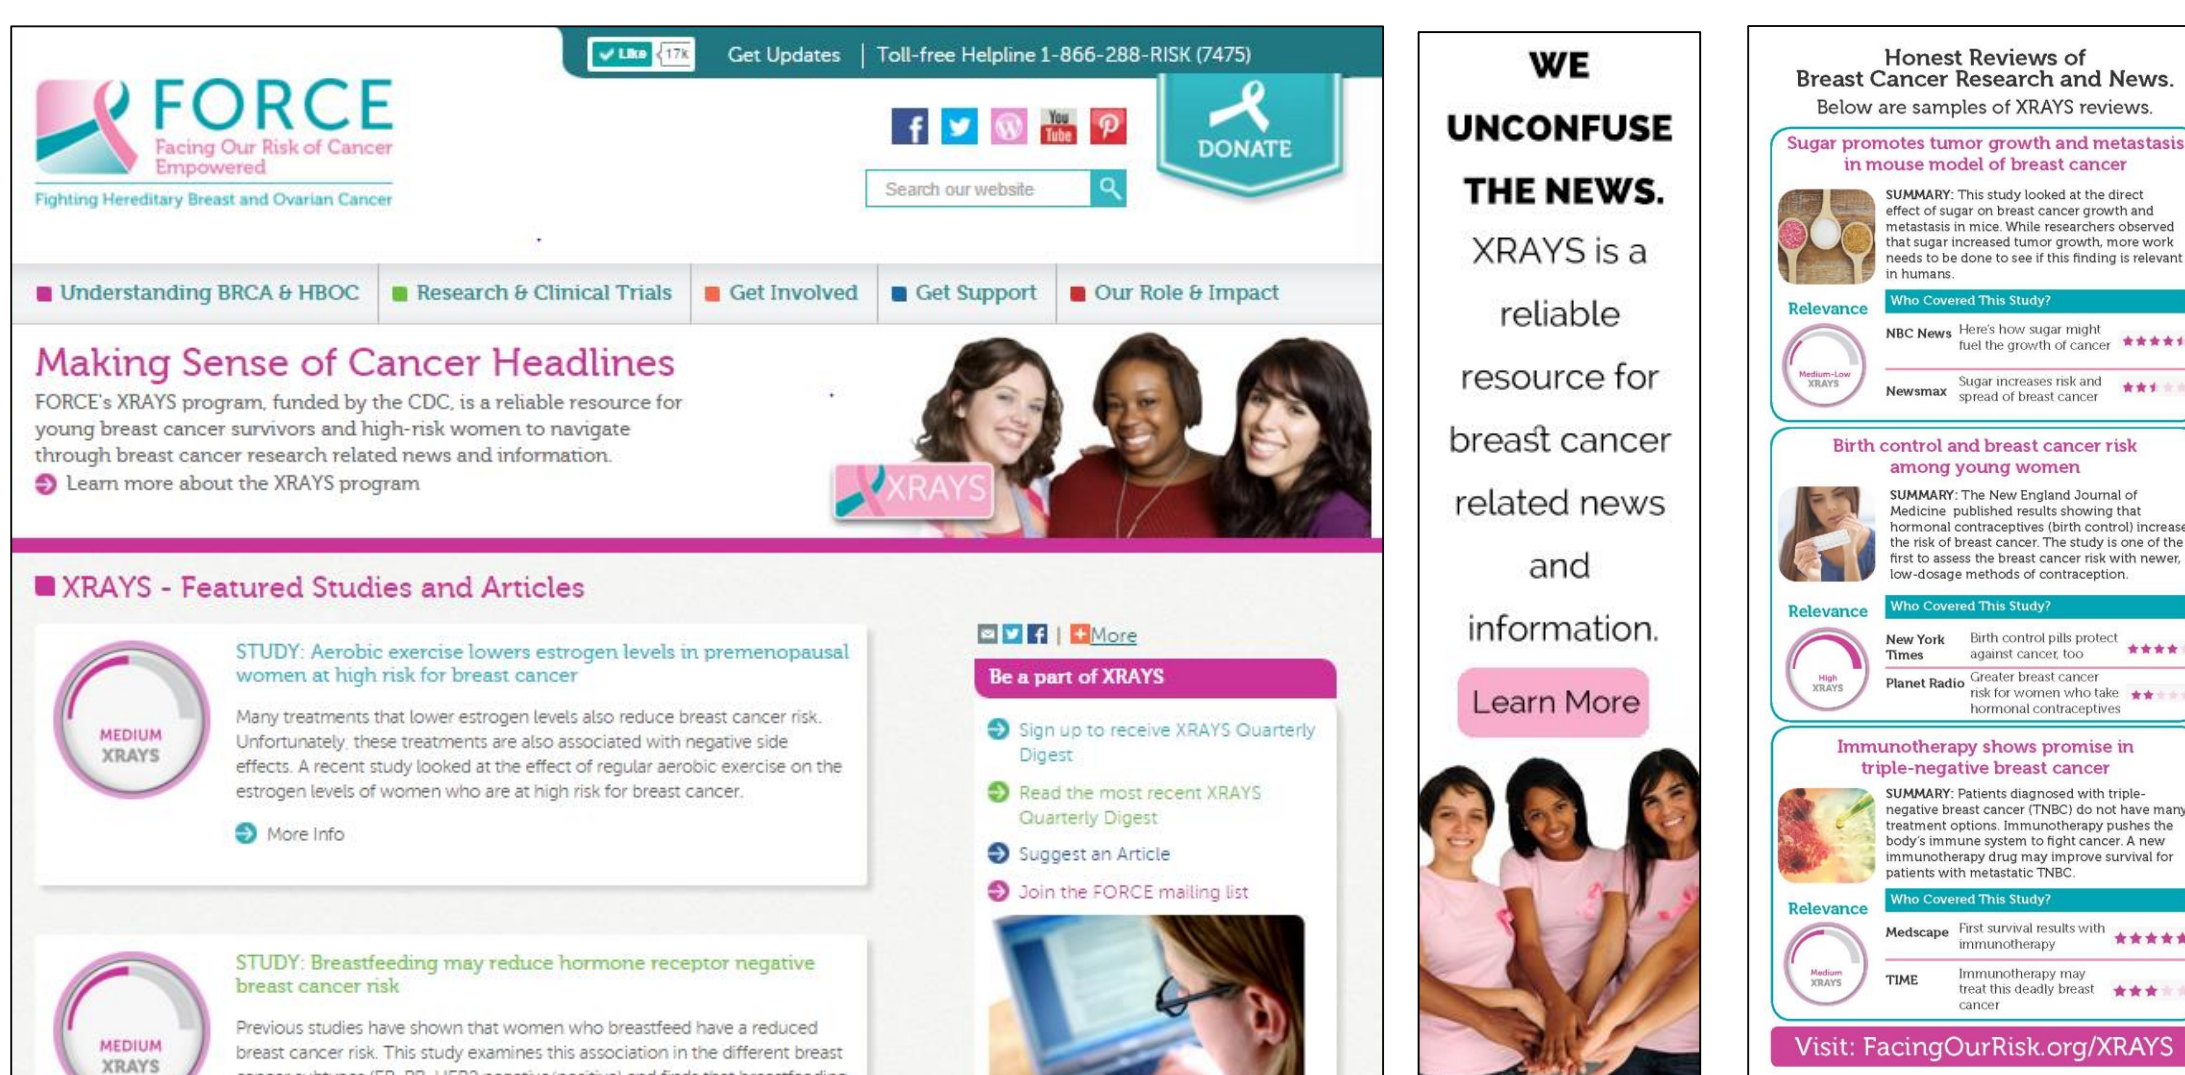 Like 17k
Get Updates | Toll-free Helpline 1-866-288-RISK (7475)
FORCE
Facing Our Risk of Cancer
Empowered
Fighting Hereditary Breast and Ovarian Cancer
You
Tube
DONATE
Search our website
Understanding BRCA & HBOC
Research & Clinical Trials
Get Involved
Get Support
Our Role & Impact
Making Sense of Cancer Headlines
FORCE's XRAYS program, funded by the CDC, is a reliable resource for
young breast cancer survivors and high-risk women to navigate
through breast cancer research related news and information.
Learn more about the XRAYS program
XRAYS
XRAYS - Featured Studies and Articles
MEDIUM
XRAYS
STUDY: Aerobic exercise lowers estrogen levels in premenopausal
women at high risk for breast cancer
Many treatments that lower estrogen levels also reduce breast cancer risk.
Unfortunately, these treatments are also associated with negative side
effects. A recent study looked at the effect of regular aerobic exercise on the
estrogen levels of women who are at high risk for breast cancer.
More Info
MEDIUM
XRAYS
STUDY: Breastfeeding may reduce hormone receptor negative
breast cancer risk
Previous studies have shown that women who breastfeed have a reduced
breast cancer risk. This study examines this association in the different breast
| More
Be a part of XRAYS
Sign up to receive XRAYS Quarterly
Digest
Read the most recent XRAYS
Quarterly Digest
Suggest an Article
Join the FORCE mailing list
WE
UNCONFUSE
THE NEWS.
XRAYS is a
reliable
resource for
breast cancer
related news
and
information.
Learn More
Honest Reviews of
Breast Cancer Research and News.
Below are samples of XRAYS reviews.
Sugar promotes tumor growth and metastasis
in mouse model of breast cancer
SUMMARY: This study looked at the direct
effect of sugar on breast cancer growth and
metastasis in mice. While researchers observed
that sugar increased tumor growth, more work
needs to be done to see if this finding is relevant
in humans.
Relevance
Medium-Low
XRAYS
Who Covered This Study?
NBC News Here's how sugar might
fuel the growth of cancer
Newsmax Sugar increases risk and
spread of breast cancer
Birth control and breast cancer risk
among young women
SUMMARY: The New England Journal of
Medicine published results showing that
hormonal contraceptives (birth control) increase
the risk of breast cancer. The study is one of the
first to assess the breast cancer risk with newer,
low-dosage methods of contraception.
Relevance
High
XRAYS
Who Covered This Study?
New York Birth control pills protect
Times against cancer, too
Planet Radio Greater breast cancer
risk for women who take
hormonal contraceptives
Immunotherapy shows promise in
triple-negative breast cancer
SUMMARY: Patients diagnosed with triple-
negative breast cancer (TNBC) do not have many
treatment options. Immunotherapy pushes the
body's immune system to fight cancer. A new
immunotherapy drug may improve survival for
patients with metastatic TNBC.
Relevance
Medium
XRAYS
Who Covered This Study?
Medscape First survival results with
immunotherapy
TIME Immunotherapy may
treat this deadly breast
cancer
Visit: FacingOurRisk.org/XRAYS